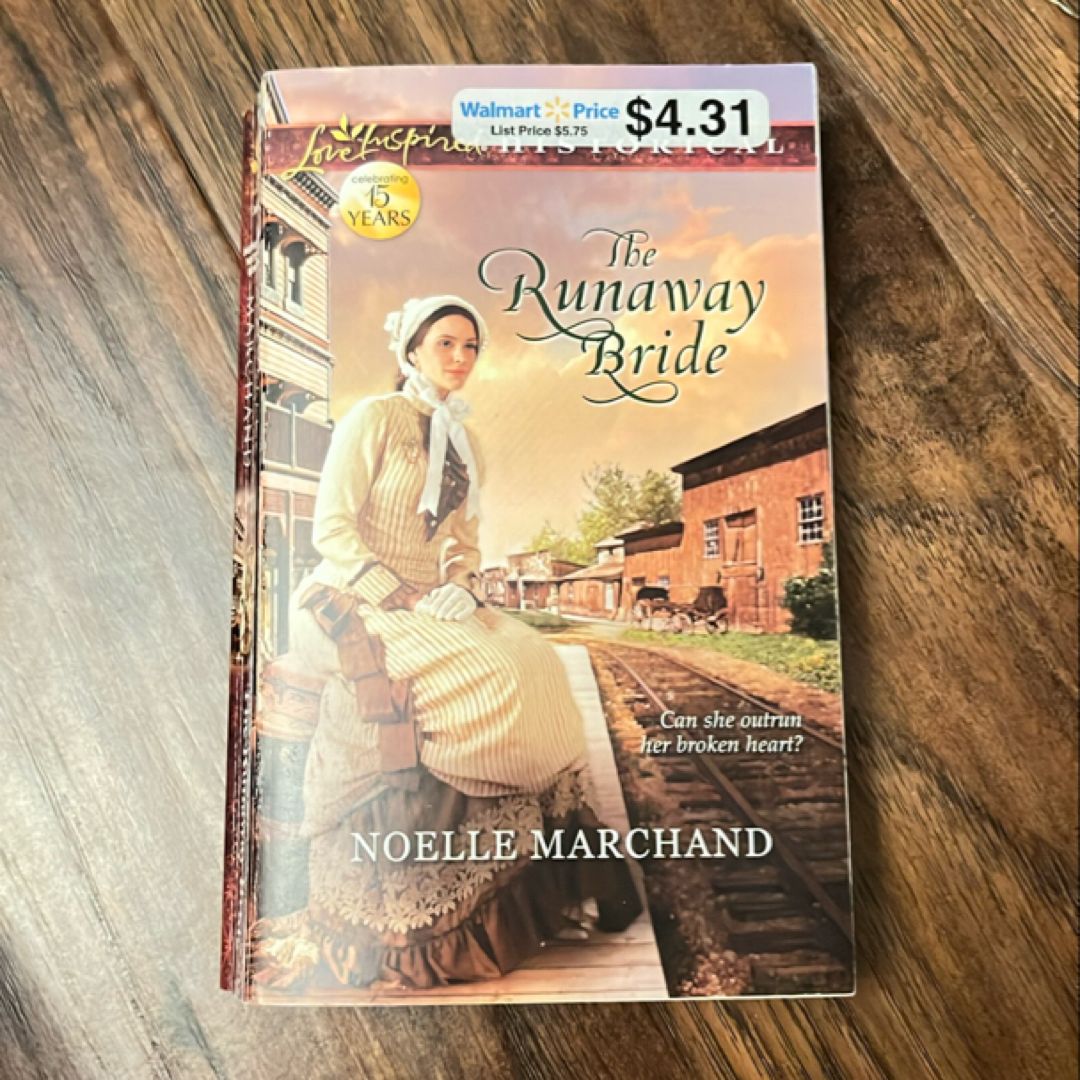 Walmart Price $4.31
List Price $5.75
Love Inspired HISTORICAL
celebrating
15
YEARS
The
Runaway
Bride
Can she outrun
her broken heart?
NOELLE MARCHAND
MARCHAND